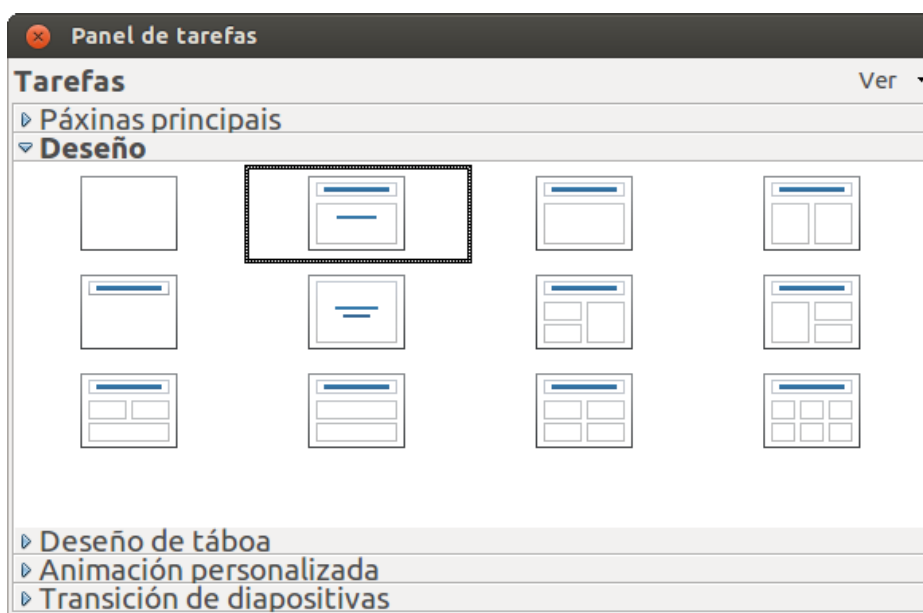 Panel de tarefas
Tarefas Ver
Páxinas principais
Deseño
Deseño de táboa
Animación personalizada
Transición de diapositivas